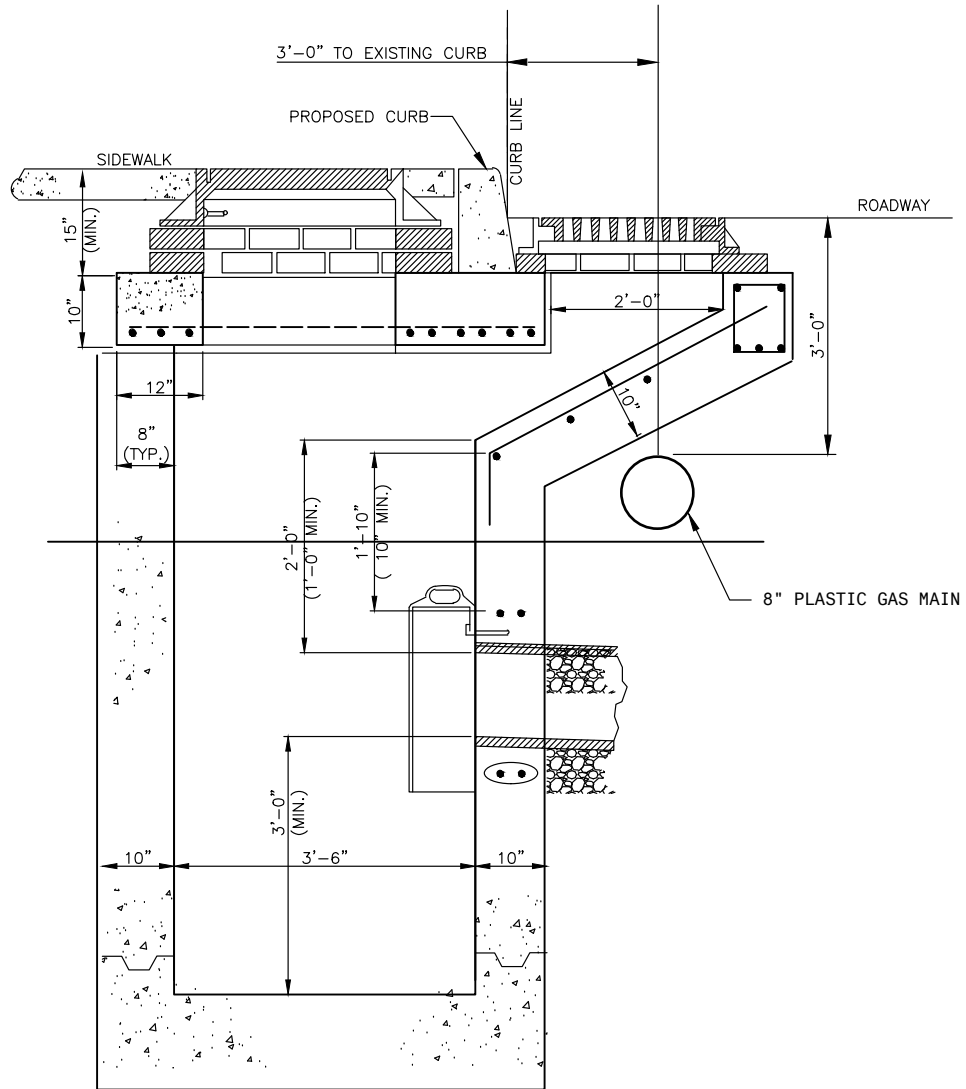 3'-0" TO EXISTING CURB
PROPOSED CURB
CURB LINE
SIDEWALK
ROADWAY
15"
(MIN.)
10"
2'-0"
3'-0"
12"
10"
8"
(TYP.)
2'-0"
(1'-0" MIN.)
1'-10"
( 10" MIN.)
8" PLASTIC GAS MAIN
3'-0"
(MIN.)
10"
3'-6"
10"